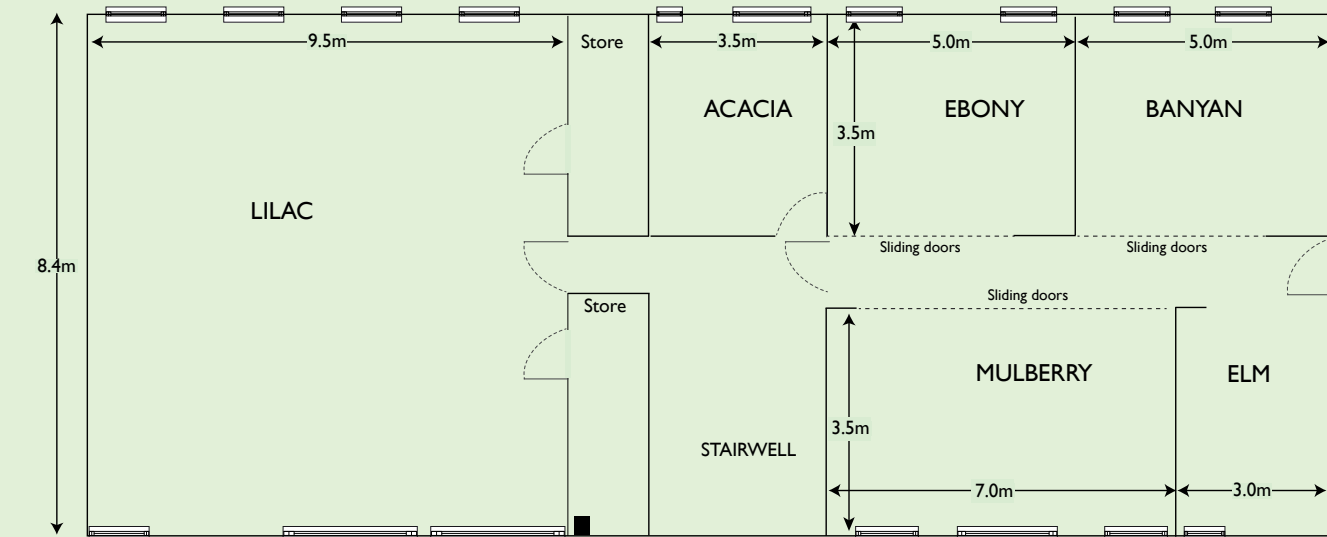 9.5m
Store
3.5m
5.0m
5.0m
ACACIA
EBONY
BANYAN
3.5m
LILAC
Sliding doors
Sliding doors
8.4m
Sliding doors
Store
MULBERRY
ELM
3.5m
STAIRWELL
7.0m
3.0m